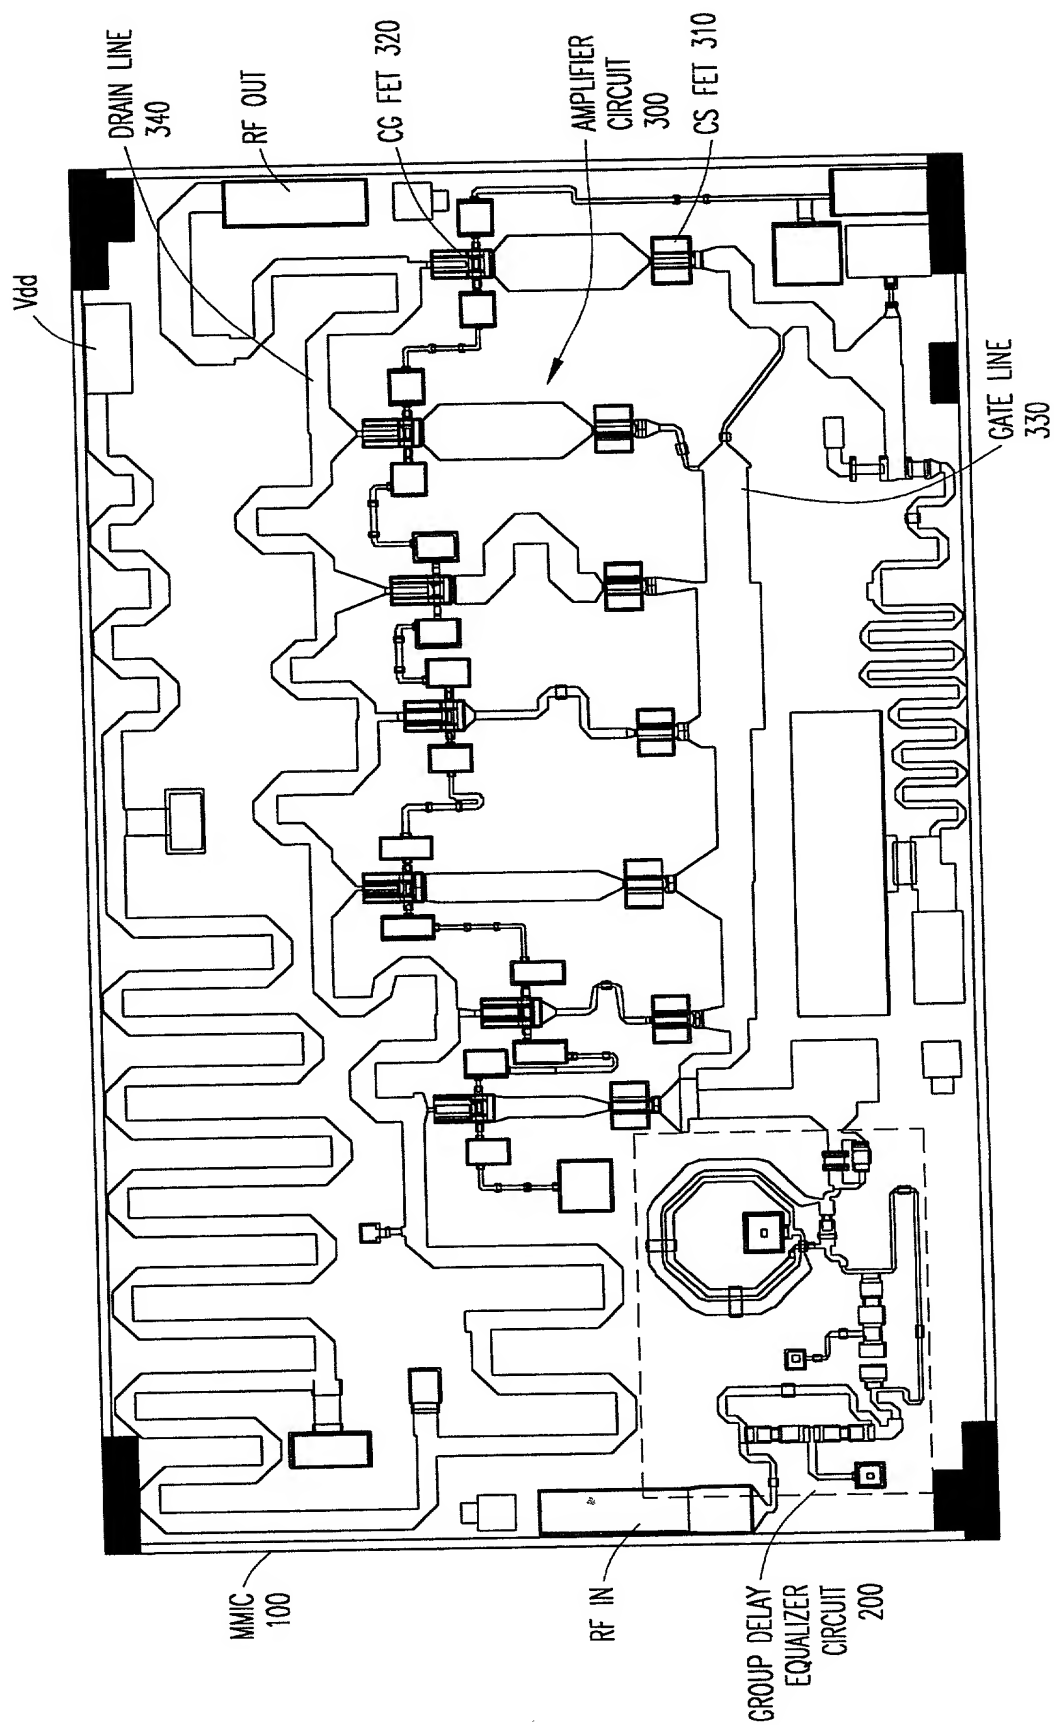 MMIC
100
RF IN
GROUP DELAY
EQUALIZER
CIRCUIT
200
Vdd
DRAIN LINE
340
RF OUT
CG FET 320
AMPLIFIER
CIRCUIT
300
CS FET 310
GATE LINE
330